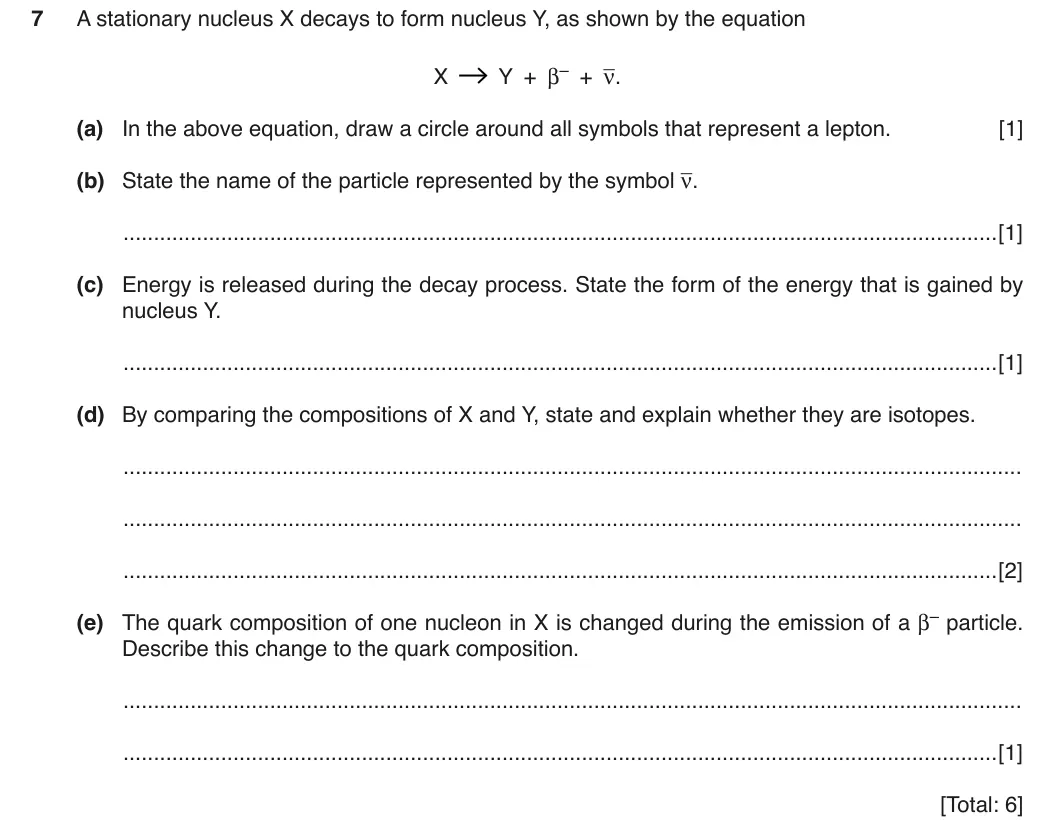 7 A stationary nucleus X decays to form nucleus Y, as shown by the equation
X ⟶ Y + β⁻ + ν̅.
(a) In the above equation, draw a circle around all symbols that represent a lepton. [1]
(b) State the name of the particle represented by the symbol ν̅.
..............................................................................................................................................[1]
(c) Energy is released during the decay process. State the form of the energy that is gained by
nucleus Y.
..............................................................................................................................................[1]
(d) By comparing the compositions of X and Y, state and explain whether they are isotopes.
..................................................................................................................................................
..................................................................................................................................................
..............................................................................................................................................[2]
(e) The quark composition of one nucleon in X is changed during the emission of a β⁻ particle.
Describe this change to the quark composition.
..................................................................................................................................................
..............................................................................................................................................[1]
[Total: 6]